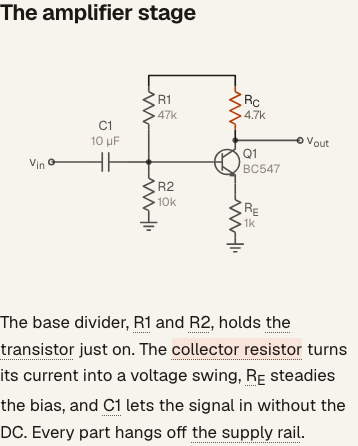 The amplifier stage
R1
47k
RC
4.7k
C1
10 µF
vin
vout
Q1
BC547
R2
10k
RE
1k
The base divider, R1 and R2, holds the
transistor just on. The collector resistor turns
its current into a voltage swing, RE steadies
the bias, and C1 lets the signal in without the
DC. Every part hangs off the supply rail.